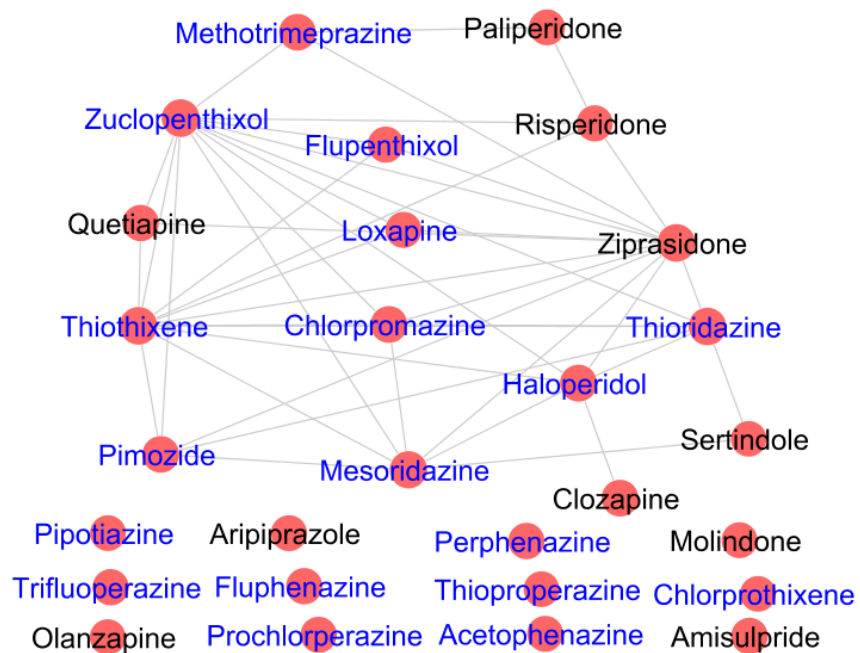 Methotrimeprazine
Paliperidone
Zuclopenthixol
Risperidone
Flupenthixol
Quetiapine
Loxapine
Ziprasidone
Thiothixene
Chlorpromazine
Thioridazine
Haloperidol
Sertindole
Pimozide
Mesoridazine
Clozapine
Pipotiazine
Aripiprazole
Perphenazine
Molindone
Trifluoperazine
Fluphenazine
Thioproperazine
Chlorprothixene
Olanzapine
Prochlorperazine
Acetophenazine
Amisulpride